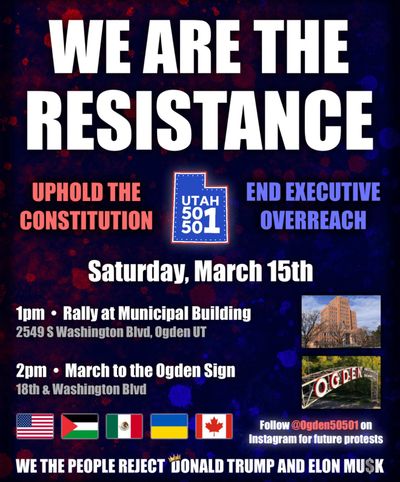 WE ARE THE
RESISTANCE
UPHOLD THE
CONSTITUTION
UTAH
50
501
END EXECUTIVE
OVERREACH
Saturday, March 15th
1pm • Rally at Municipal Building
2549 S Washington Blvd, Ogden UT
2pm • March to the Ogden Sign
18th & Washington Blvd
OGDEN
Follow @Ogden50501 on
Instagram for future protests
WE THE PEOPLE REJECT DONALD TRUMP AND ELON MU$K